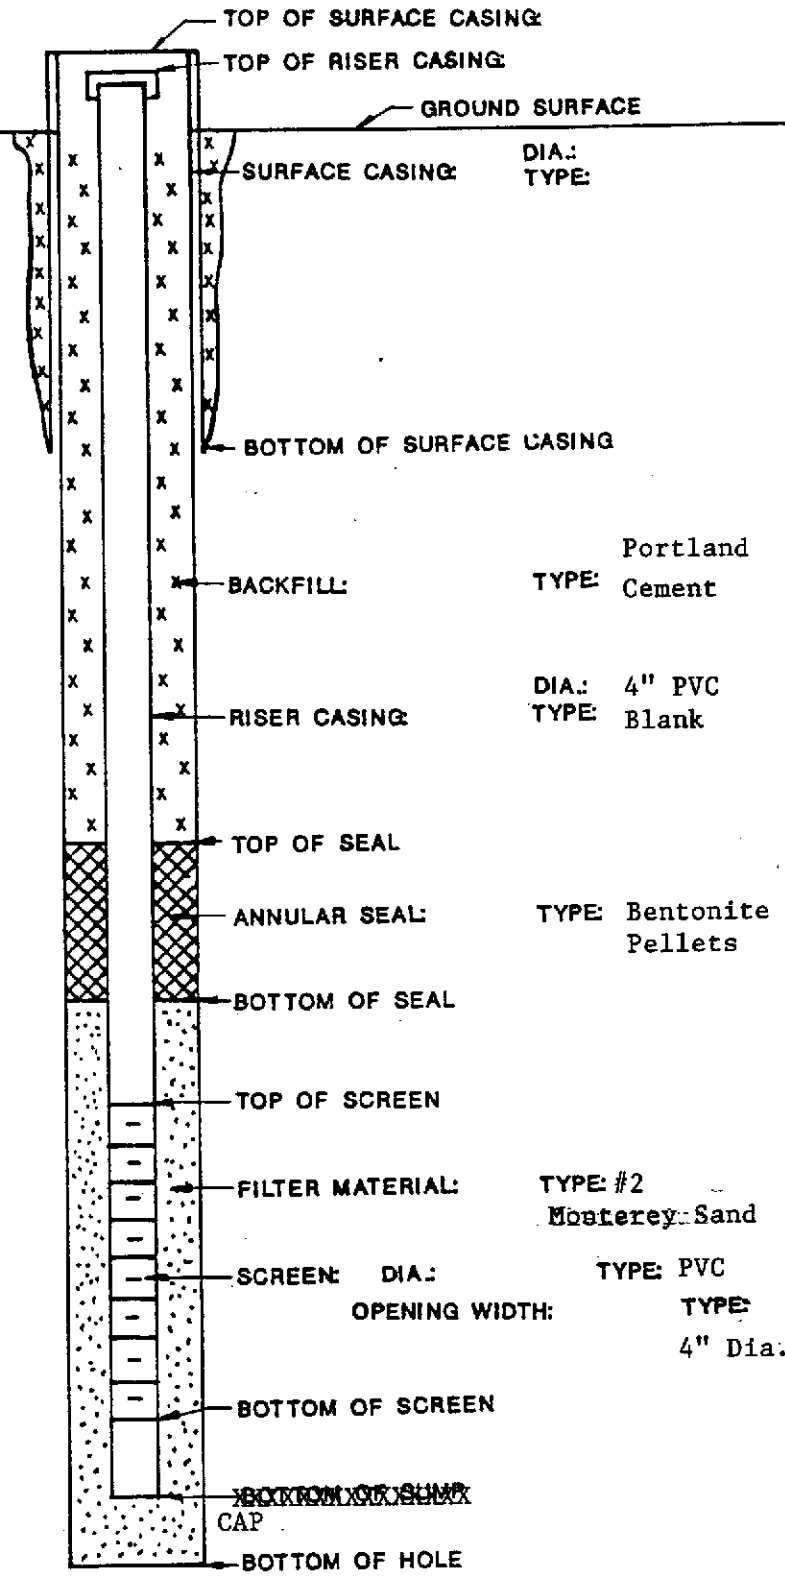 TOP OF SURFACE CASING:
TOP OF RISER CASING:
GROUND SURFACE
SURFACE CASING: DIA.:
TYPE:
BOTTOM OF SURFACE CASING
BACKFILL: TYPE: Portland
Cement
RISER CASING: DIA.: 4" PVC
TYPE: Blank
TOP OF SEAL
ANNULAR SEAL: TYPE: Bentonite
Pellets
BOTTOM OF SEAL
TOP OF SCREEN
FILTER MATERIAL: TYPE: #2
Monterey Sand
SCREEN: DIA.: TYPE: PVC
OPENING WIDTH: TYPE:
4" Dia.
BOTTOM OF SCREEN
BOTTOM OF SUMP
CAP
BOTTOM OF HOLE